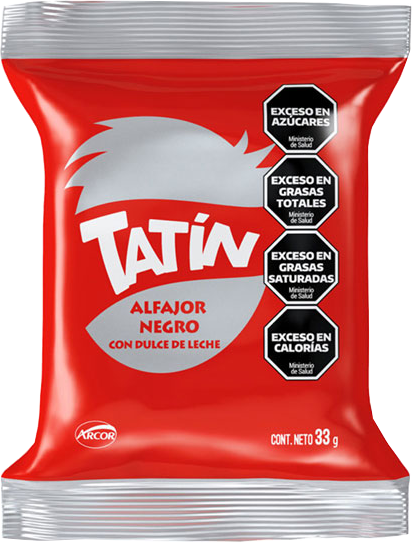 EXCESO EN
AZÚCARES
Ministerio
de Salud
EXCESO EN
GRASAS
TOTALES
Ministerio
de Salud
TATÍN
EXCESO EN
GRASAS
SATURADAS
Ministerio
de Salud
ALFAJOR
NEGRO
CON DULCE DE LECHE
EXCESO EN
CALORÍAS
Ministerio
de Salud
ARCOR
CONT. NETO 33 g